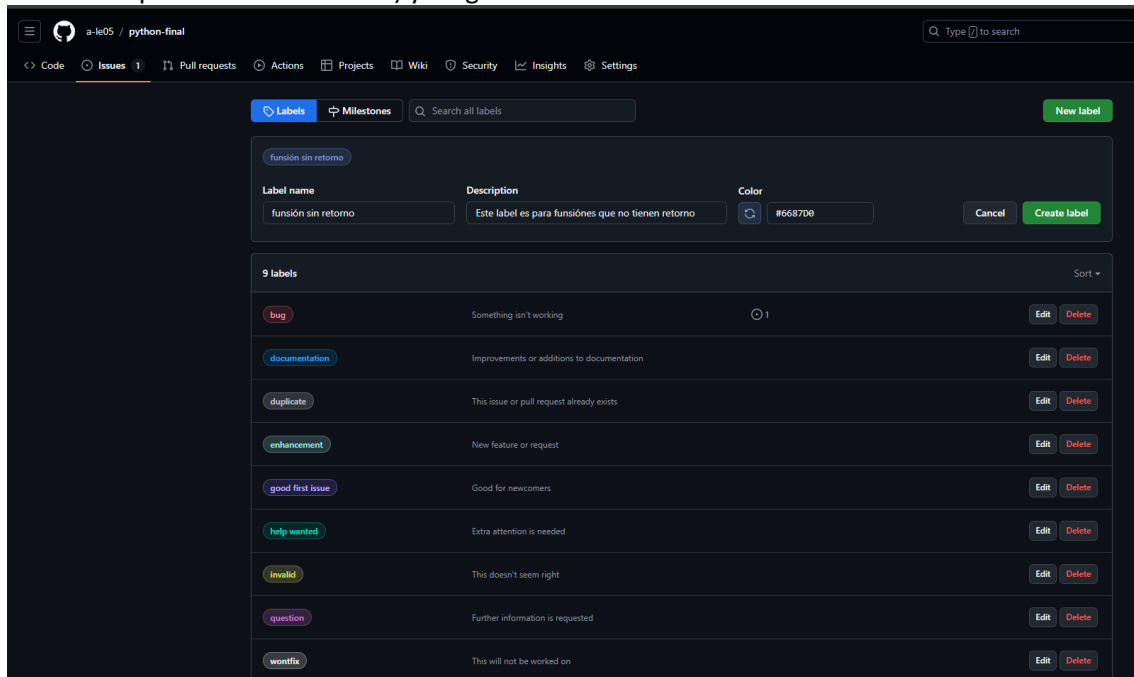 a-le05 / python-final
Type / to search
Code Issues 1 Pull requests Actions Projects Wiki Security Insights Settings
Labels Milestones Search all labels New label
funsión sin retorno
Label name Description Color
funsión sin retorno Este label es para funsiónes que no tienen retorno #6687D0 Cancel Create label
9 labels Sort
bug Something isn't working 1 Edit Delete
documentation Improvements or additions to documentation Edit Delete
duplicate This issue or pull request already exists Edit Delete
enhancement New feature or request Edit Delete
good first issue Good for newcomers Edit Delete
help wanted Extra attention is needed Edit Delete
invalid This doesn't seem right Edit Delete
question Further information is requested Edit Delete
wontfix This will not be worked on Edit Delete